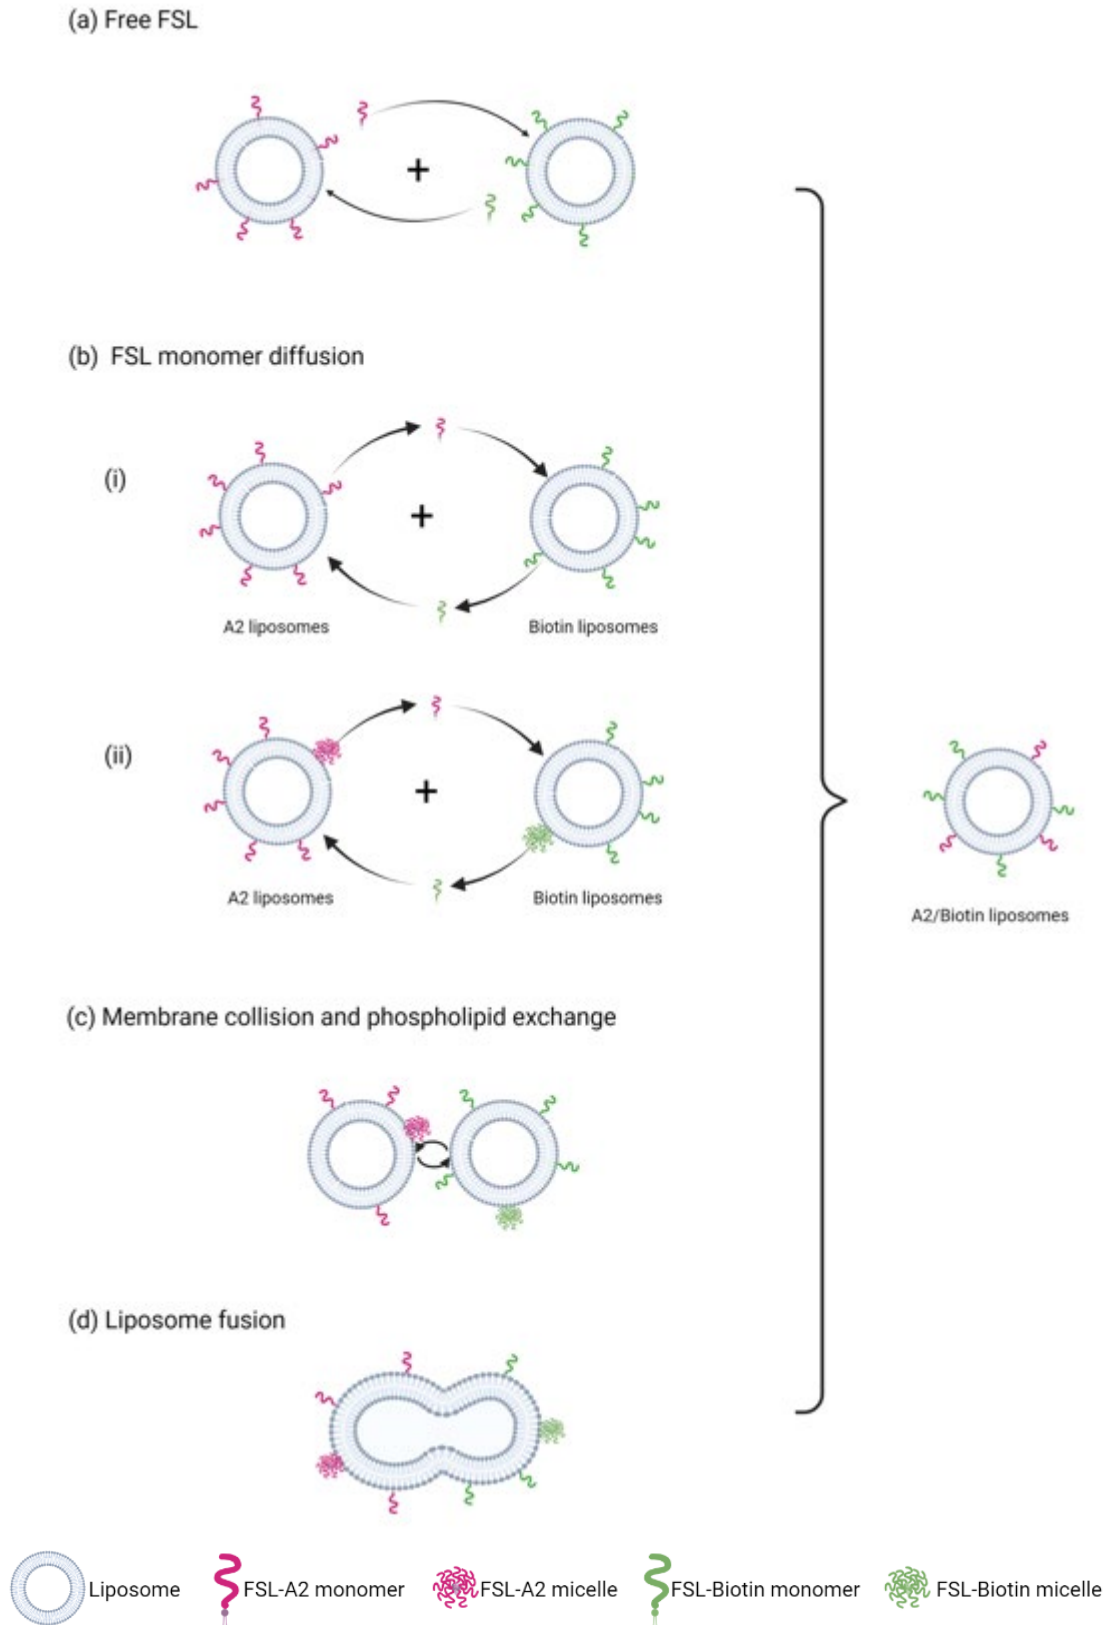 (a) Free FSL
+
(b) FSL monomer diffusion
(i)
+
A2 liposomes
Biotin liposomes
(ii)
+
A2 liposomes
Biotin liposomes
A2/Biotin liposomes
(c) Membrane collision and phospholipid exchange
(d) Liposome fusion
Liposome
FSL-A2 monomer
FSL-A2 micelle
FSL-Biotin monomer
FSL-Biotin micelle